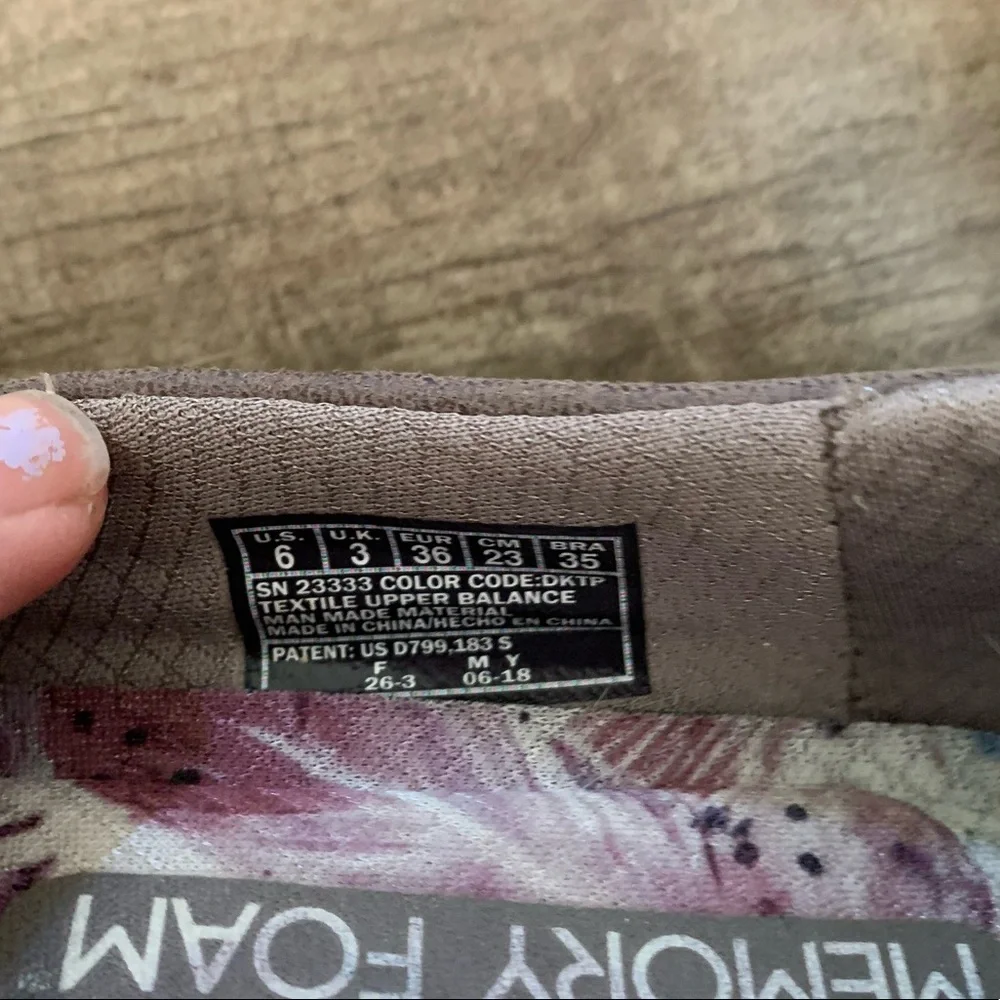 U.S. U.K. EUR CM BRA
6 3 36 23 35
SN 23333 COLOR CODE:DKTP
TEXTILE UPPER BALANCE
MAN MADE MATERIAL
MADE IN CHINA/HECHO EN CHINA
PATENT: US D799,183 S
F M Y
26-3 06-18
MEMORY FOAM